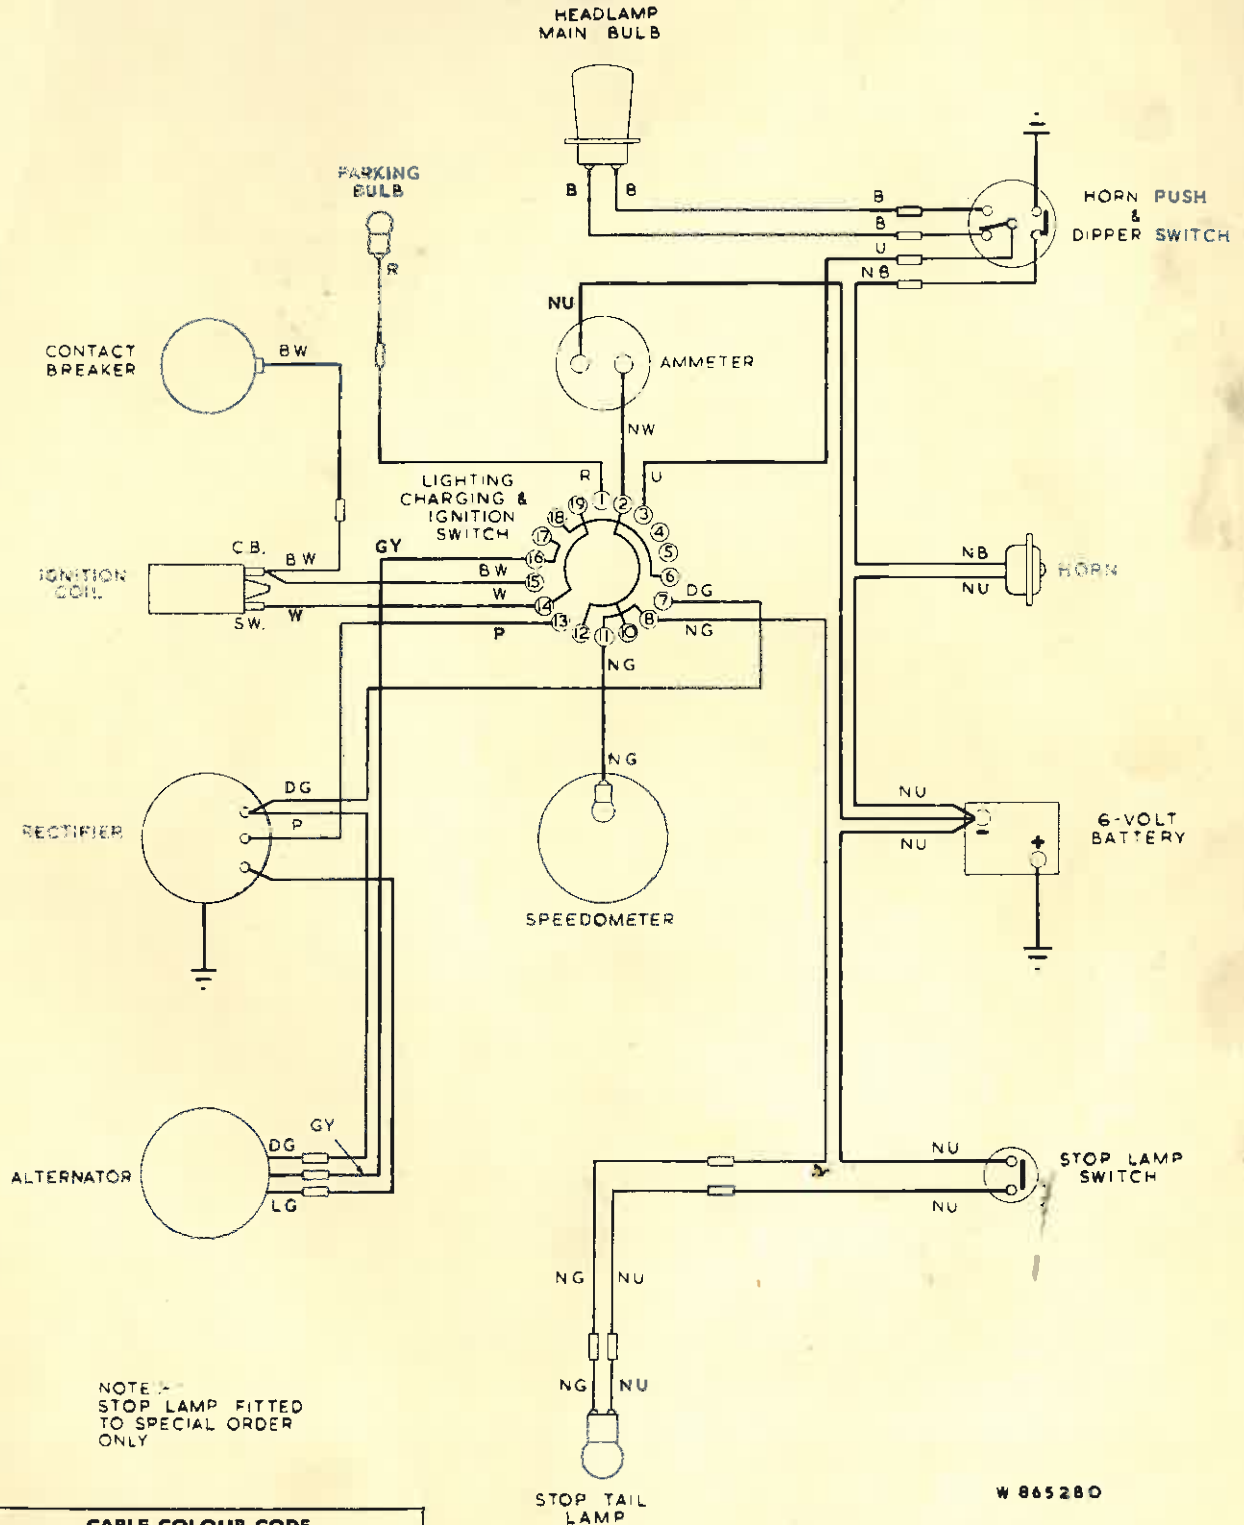 HEADLAMP
MAIN BULB
PARKING
BULB
R
B
B
B
B
U
NB
HORN PUSH
&
DIPPER SWITCH
NU
AMMETER
NW
CONTACT
BREAKER
BW
LIGHTING
CHARGING &
IGNITION
SWITCH
R
U
1
2
3
4
5
6
7
8
10
11
12
13
14
15
16
17
18
19
GY
C.B.
BW
BW
W
W
SW.
IGNITION
COIL
P
DG
NG
NG
NB
NU
HORN
RECTIFIER
DG
P
NG
SPEEDOMETER
NU
NU
-
+
6-VOLT
BATTERY
ALTERNATOR
DG
GY
LG
NU
NU
STOP LAMP
SWITCH
NG
NU
NG
NU
NOTE :-
STOP LAMP FITTED
TO SPECIAL ORDER
ONLY
STOP TAIL
LAMP
W 865280
CABLE COLOUR CODE